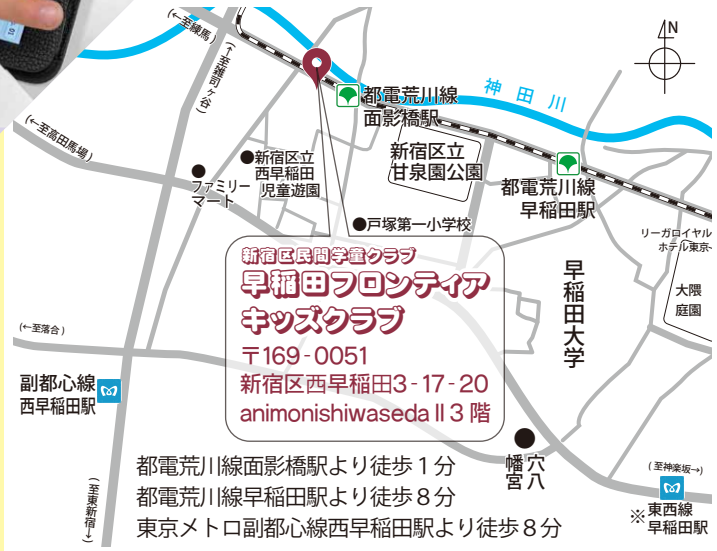 (←至練馬)
(←至雑司ヶ谷)
N
都電荒川線
面影橋駅
神田川
(←至高田馬場)
ファミリー
マート
新宿区立
西早稲田
児童遊園
新宿区立
甘泉園公園
都電荒川線
早稲田駅
戸塚第一小学校
リーガロイヤル
ホテル東京
新宿区民間学童クラブ
早稲田フロンティア
キッズクラブ
〒169-0051
新宿区西早稲田3-17-20
animonishiwaseda II 3 階
早稲田大学
大隈
庭園
(←至落合)
副都心線
西早稲田駅
(至東新宿→)
穴八
幡宮
(至神楽坂→)
※東西線
早稲田駅
都電荒川線面影橋駅より徒歩1分
都電荒川線早稲田駅より徒歩8分
東京メトロ副都心線西早稲田駅より徒歩8分